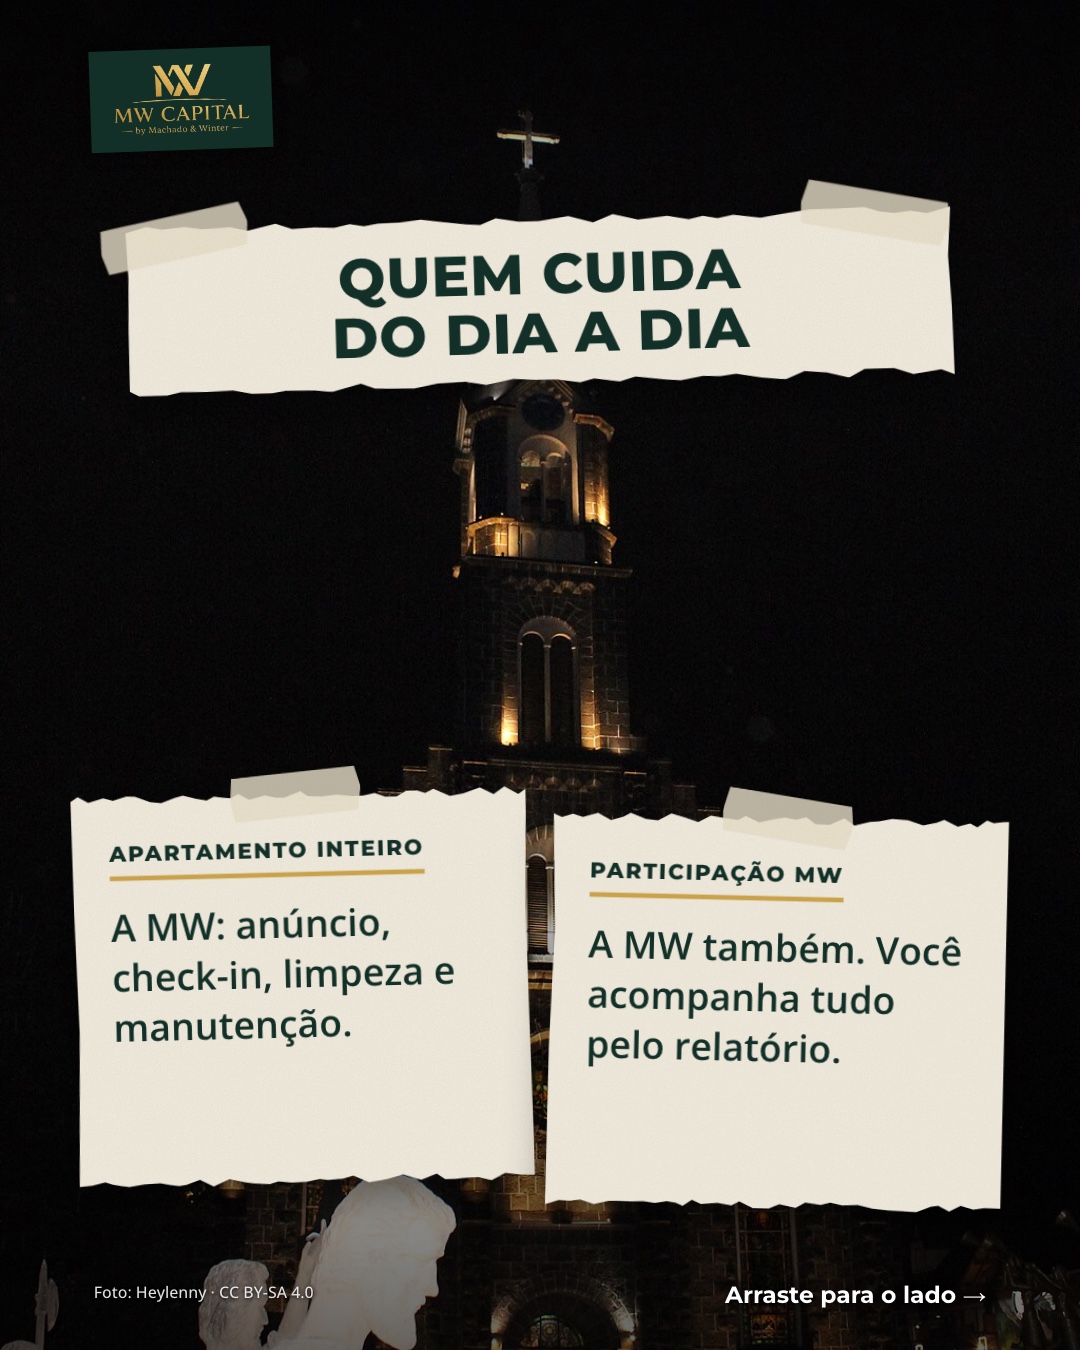 MW CAPITAL
by Machado & Winter
QUEM CUIDA
DO DIA A DIA
APARTAMENTO INTEIRO
A MW: anúncio,
check-in, limpeza e
manutenção.
PARTICIPAÇÃO MW
A MW também. Você
acompanha tudo
pelo relatório.
Foto: Heylenny · CC BY-SA 4.0
Arraste para o lado →